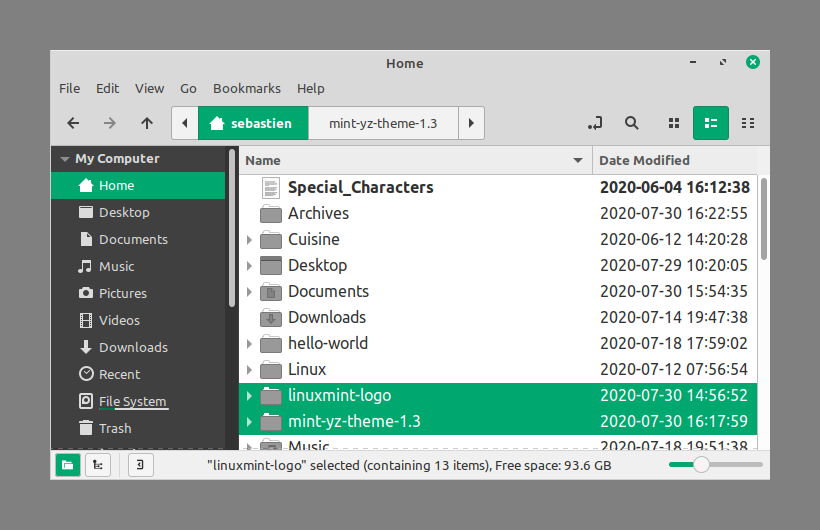 Home
File Edit View Go Bookmarks Help
sebastien mint-yz-theme-1.3
My Computer
Home
Desktop
Documents
Music
Pictures
Videos
Downloads
Recent
File System
Trash
Name Date Modified
Special_Characters 2020-06-04 16:12:38
Archives 2020-07-30 16:22:55
Cuisine 2020-06-12 14:20:28
Desktop 2020-07-29 10:20:05
Documents 2020-07-30 15:54:35
Downloads 2020-07-14 19:47:38
hello-world 2020-07-18 17:59:02
Linux 2020-07-12 07:56:54
linuxmint-logo 2020-07-30 14:56:52
mint-yz-theme-1.3 2020-07-30 16:17:59
Music 2020-07-18 19:51:38
"linuxmint-logo" selected (containing 13 items), Free space: 93.6 GB